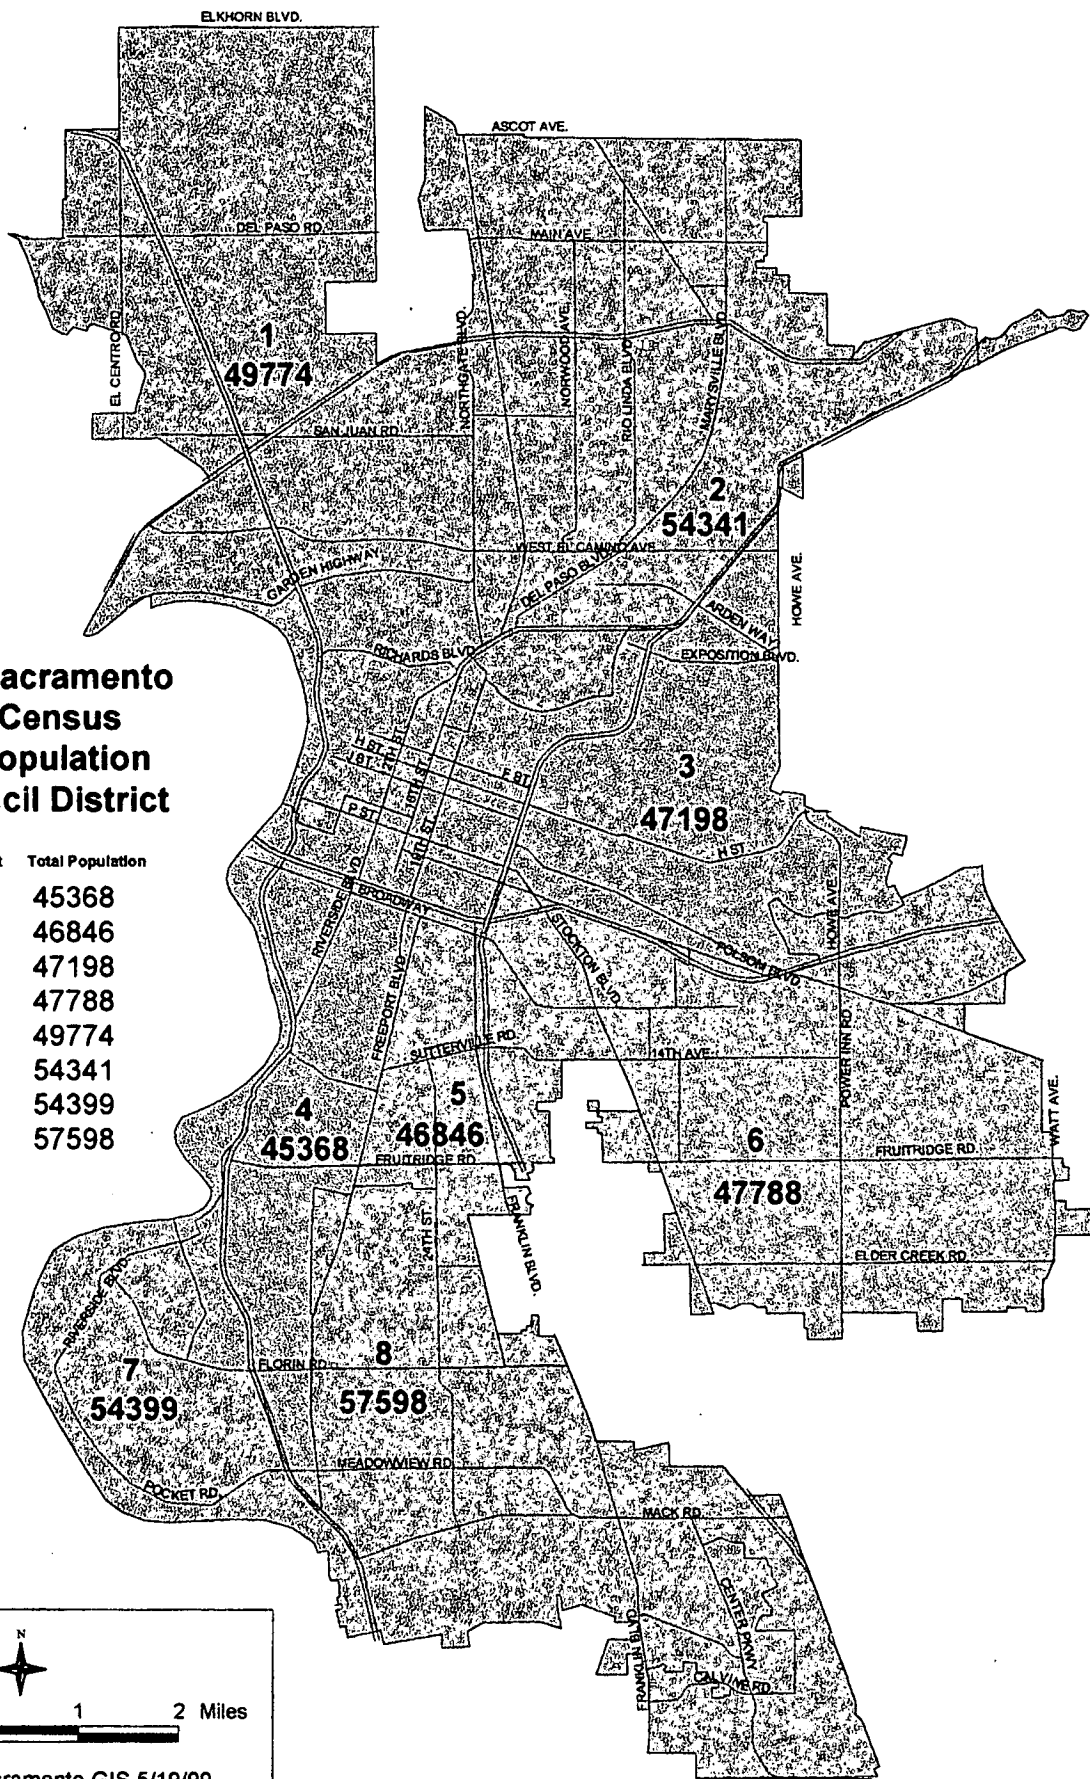 ELKHORN BLVD.
ASCOT AVE.
DEL PASO RD.
MAIN AVE.
EL CENTRO RD.
NORTHGATE BLVD.
NORWOOD AVE.
RIO LINDA BLVD.
MARYSVILLE BLVD.
1
49774
SAN JUAN RD
2
54341
WEST EL CAMINO AVE.
GARDEN HIGHWAY
DEL PASO BLVD.
ARDEN WAY
HOWE AVE.
RICHARDS BLVD.
EXPOSITION BLVD.
acramento
Census
opulation
cil District
H ST.
J ST.
F ST.
P ST.
3
47198
H ST.
t Total Population
45368
46846
47198
47788
49774
54341
54399
57598
RIVERSIDE BLVD.
BROADWAY
FREEPORT BLVD.
STOCKTON BLVD.
FOLSOM BLVD.
HOWE AVE.
SUTTERVILLE RD.
14TH AVE.
POWER INN RD.
WATT AVE.
4
45368
5
46846
6
47788
FRUITRIDGE RD.
FRUITRIDGE RD.
24TH ST.
FRANKLIN BLVD.
ELDER CREEK RD.
RIVERSIDE BLVD.
7
54399
FLORIN RD.
8
57598
MEADOWVIEW RD.
POCKET RD.
MACK RD.
CENTER PKWY
FRANKLIN BLVD.
CALVINE RD.
N
1 2 Miles
cramento GIS 5/19/99